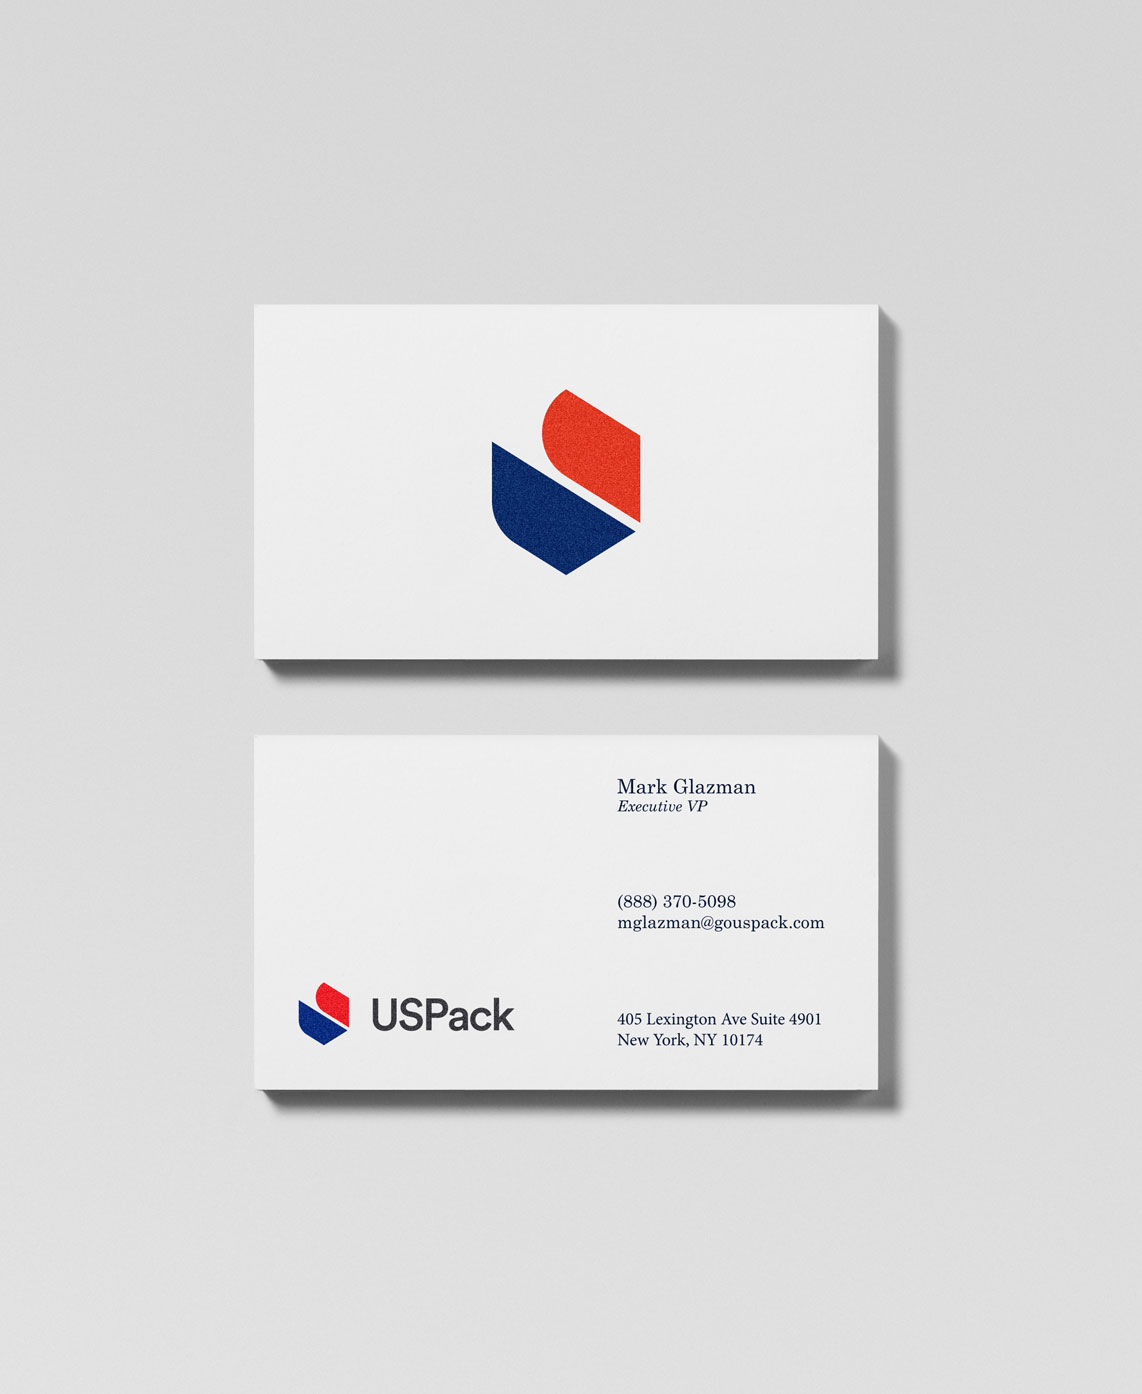 Mark Glazman
Executive VP
(888) 370-5098
mglazman@gouspack.com
USPack
405 Lexington Ave Suite 4901
New York, NY 10174